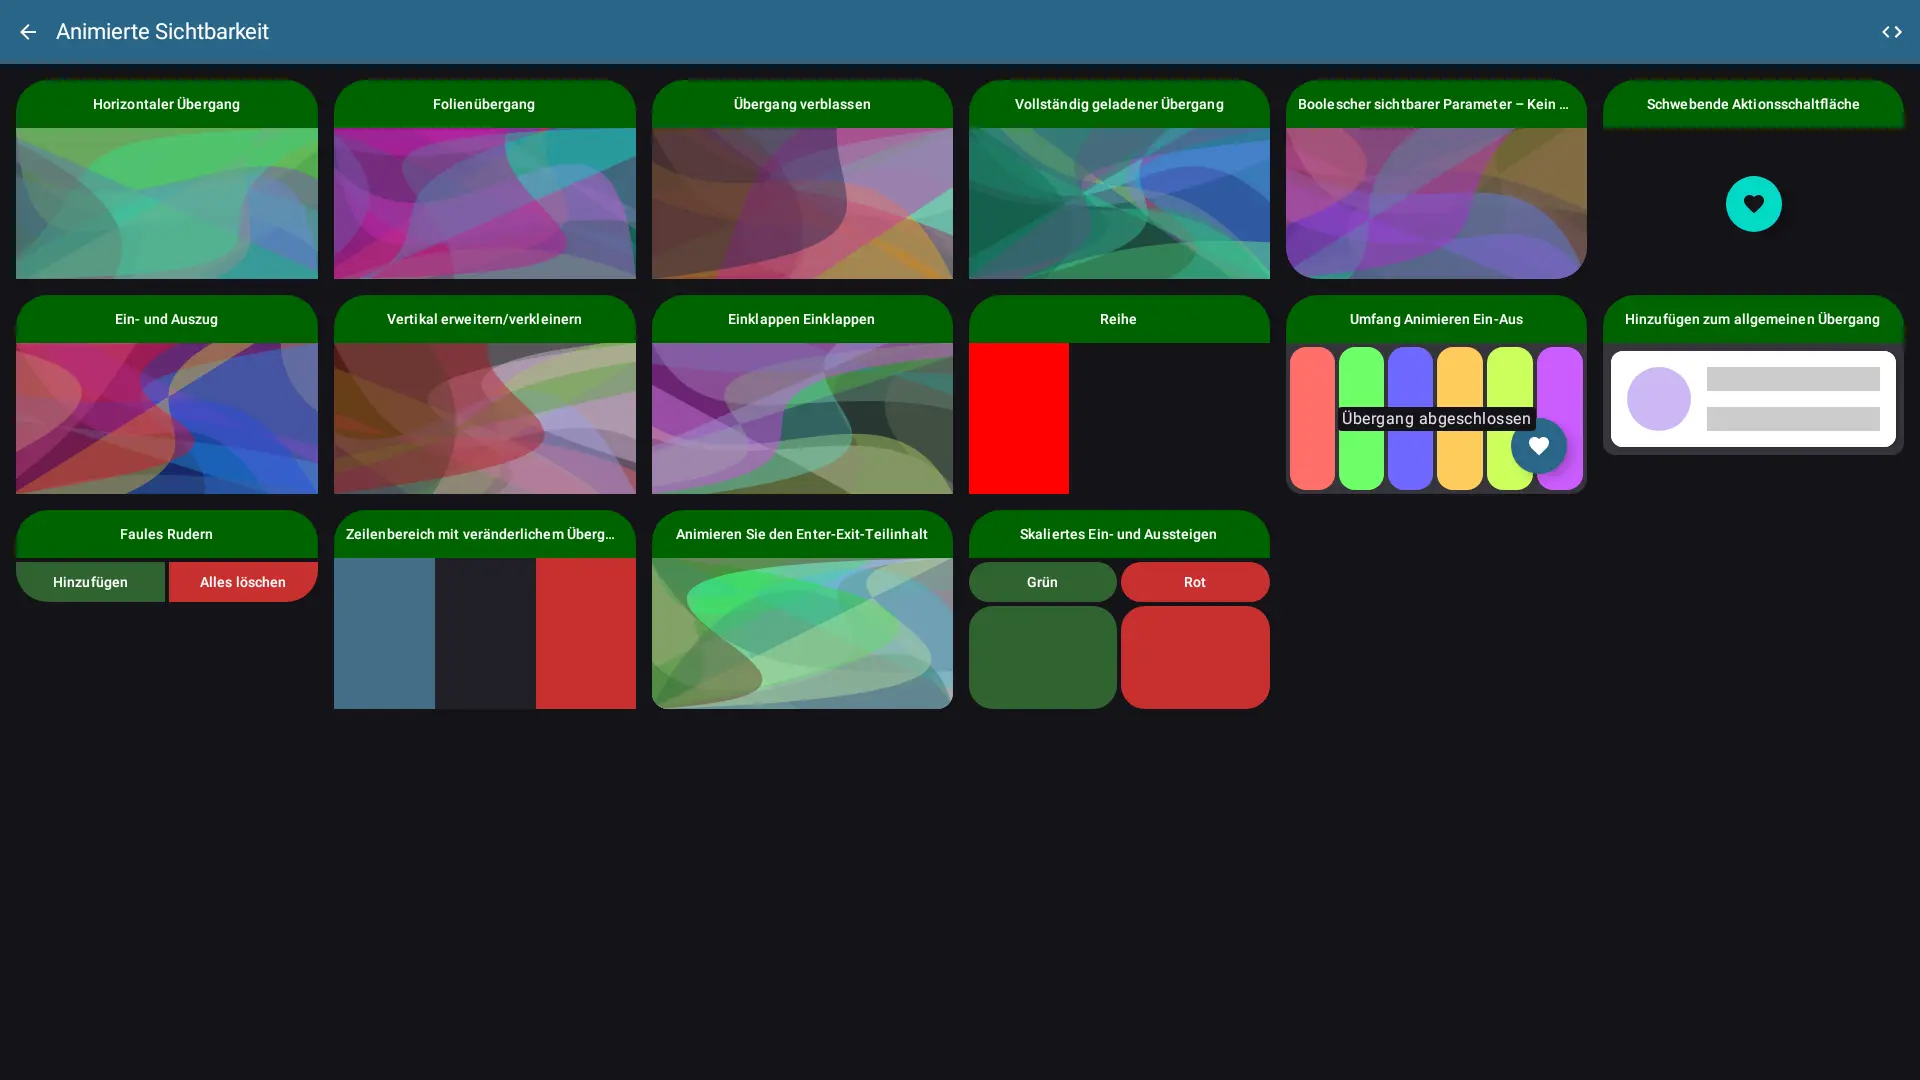 Animierte Sichtbarkeit
Horizontaler Übergang
Folienübergang
Übergang verblassen
Vollständig geladener Übergang
Boolescher sichtbarer Parameter – Kein ...
Schwebende Aktionsschaltfläche
Ein- und Auszug
Vertikal erweitern/verkleinern
Einklappen Einklappen
Reihe
Umfang Animieren Ein-Aus
Hinzufügen zum allgemeinen Übergang
Übergang abgeschlossen
Faules Rudern
Zeilenbereich mit veränderlichem Überg...
Animieren Sie den Enter-Exit-Teilinhalt
Skaliertes Ein- und Aussteigen
Hinzufügen
Alles löschen
Grün
Rot